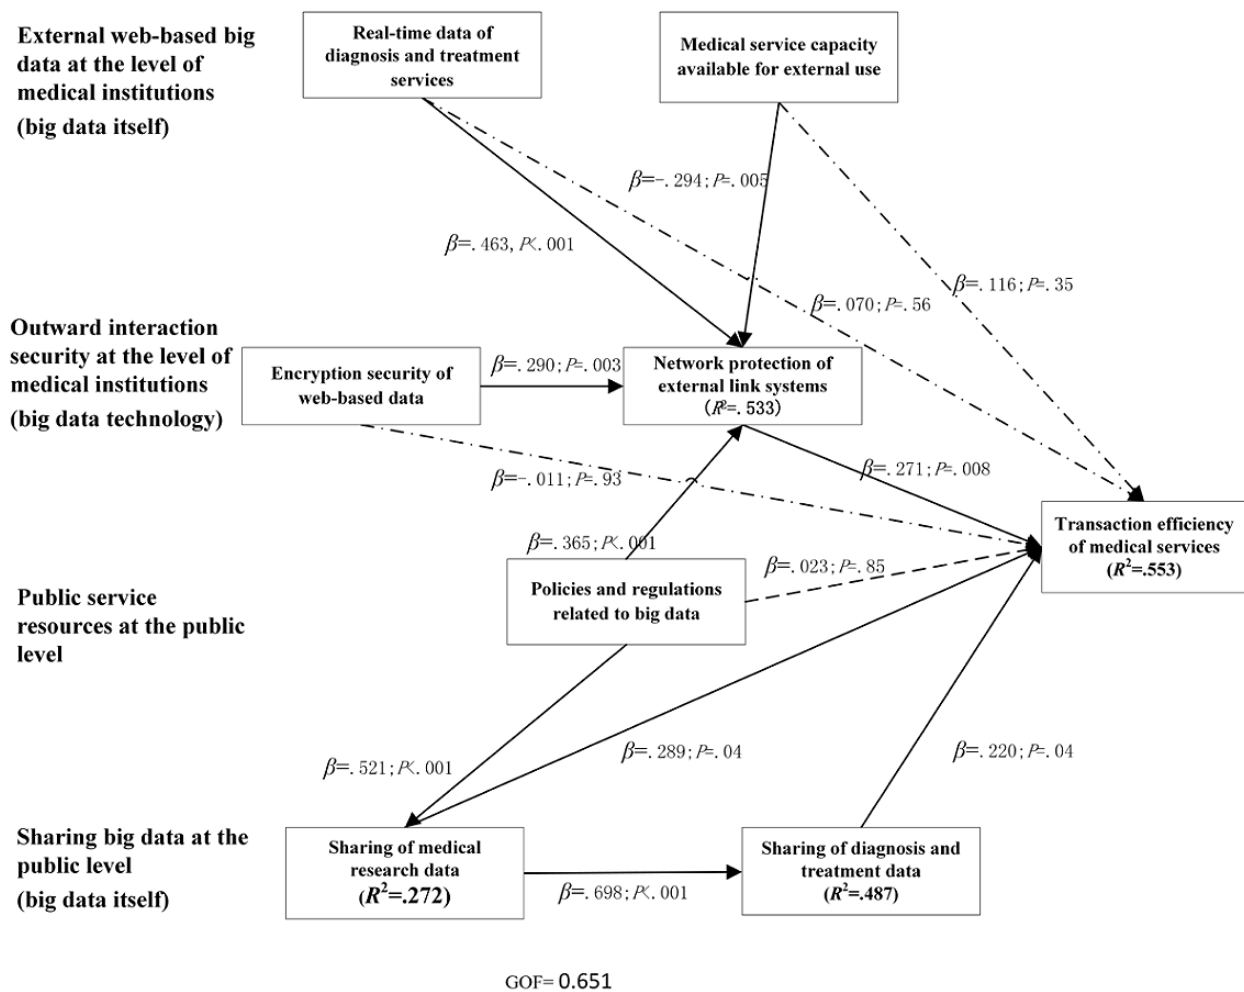 External web-based big
data at the level of
medical institutions
(big data itself)
Real-time data of
diagnosis and treatment
services
Medical service capacity
available for external use
β=-.294; P=.005
β=.463, P<.001
β=.116; P=.35
β=.070; P=.56
Outward interaction
security at the level of
medical institutions
(big data technology)
Encryption security of
web-based data
β=.290; P=.003
Network protection of
external link systems
(R²=.533)
β=.271; P=.008
β=-.011; P=.93
Transaction efficiency
of medical services
(R²=.553)
β=.365; P<.001
β=.023; P=.85
Public service
resources at the public
level
Policies and regulations
related to big data
β=.521; P<.001
β=.289; P=.04
β=.220; P=.04
Sharing big data at the
public level
(big data itself)
Sharing of medical
research data
(R²=.272)
β=.698; P<.001
Sharing of diagnosis and
treatment data
(R²=.487)
GOF= 0.651